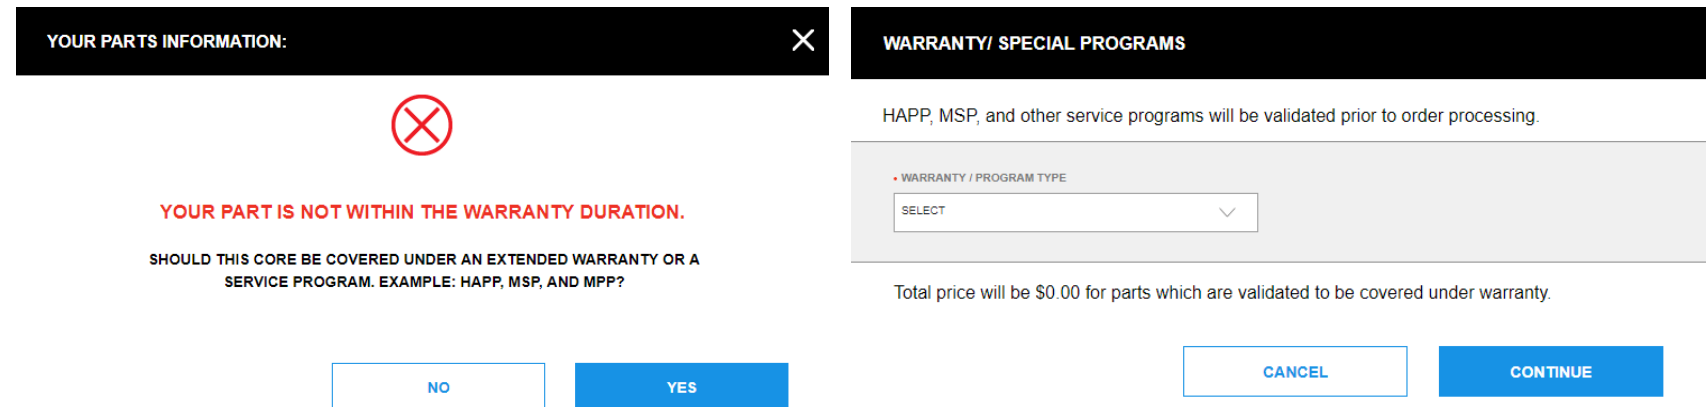 YOUR PARTS INFORMATION:
YOUR PART IS NOT WITHIN THE WARRANTY DURATION.
SHOULD THIS CORE BE COVERED UNDER AN EXTENDED WARRANTY OR A
SERVICE PROGRAM. EXAMPLE: HAPP, MSP, AND MPP?
NO
YES
WARRANTY/ SPECIAL PROGRAMS
HAPP, MSP, and other service programs will be validated prior to order processing.
• WARRANTY / PROGRAM TYPE
SELECT
Total price will be $0.00 for parts which are validated to be covered under warranty.
CANCEL
CONTINUE